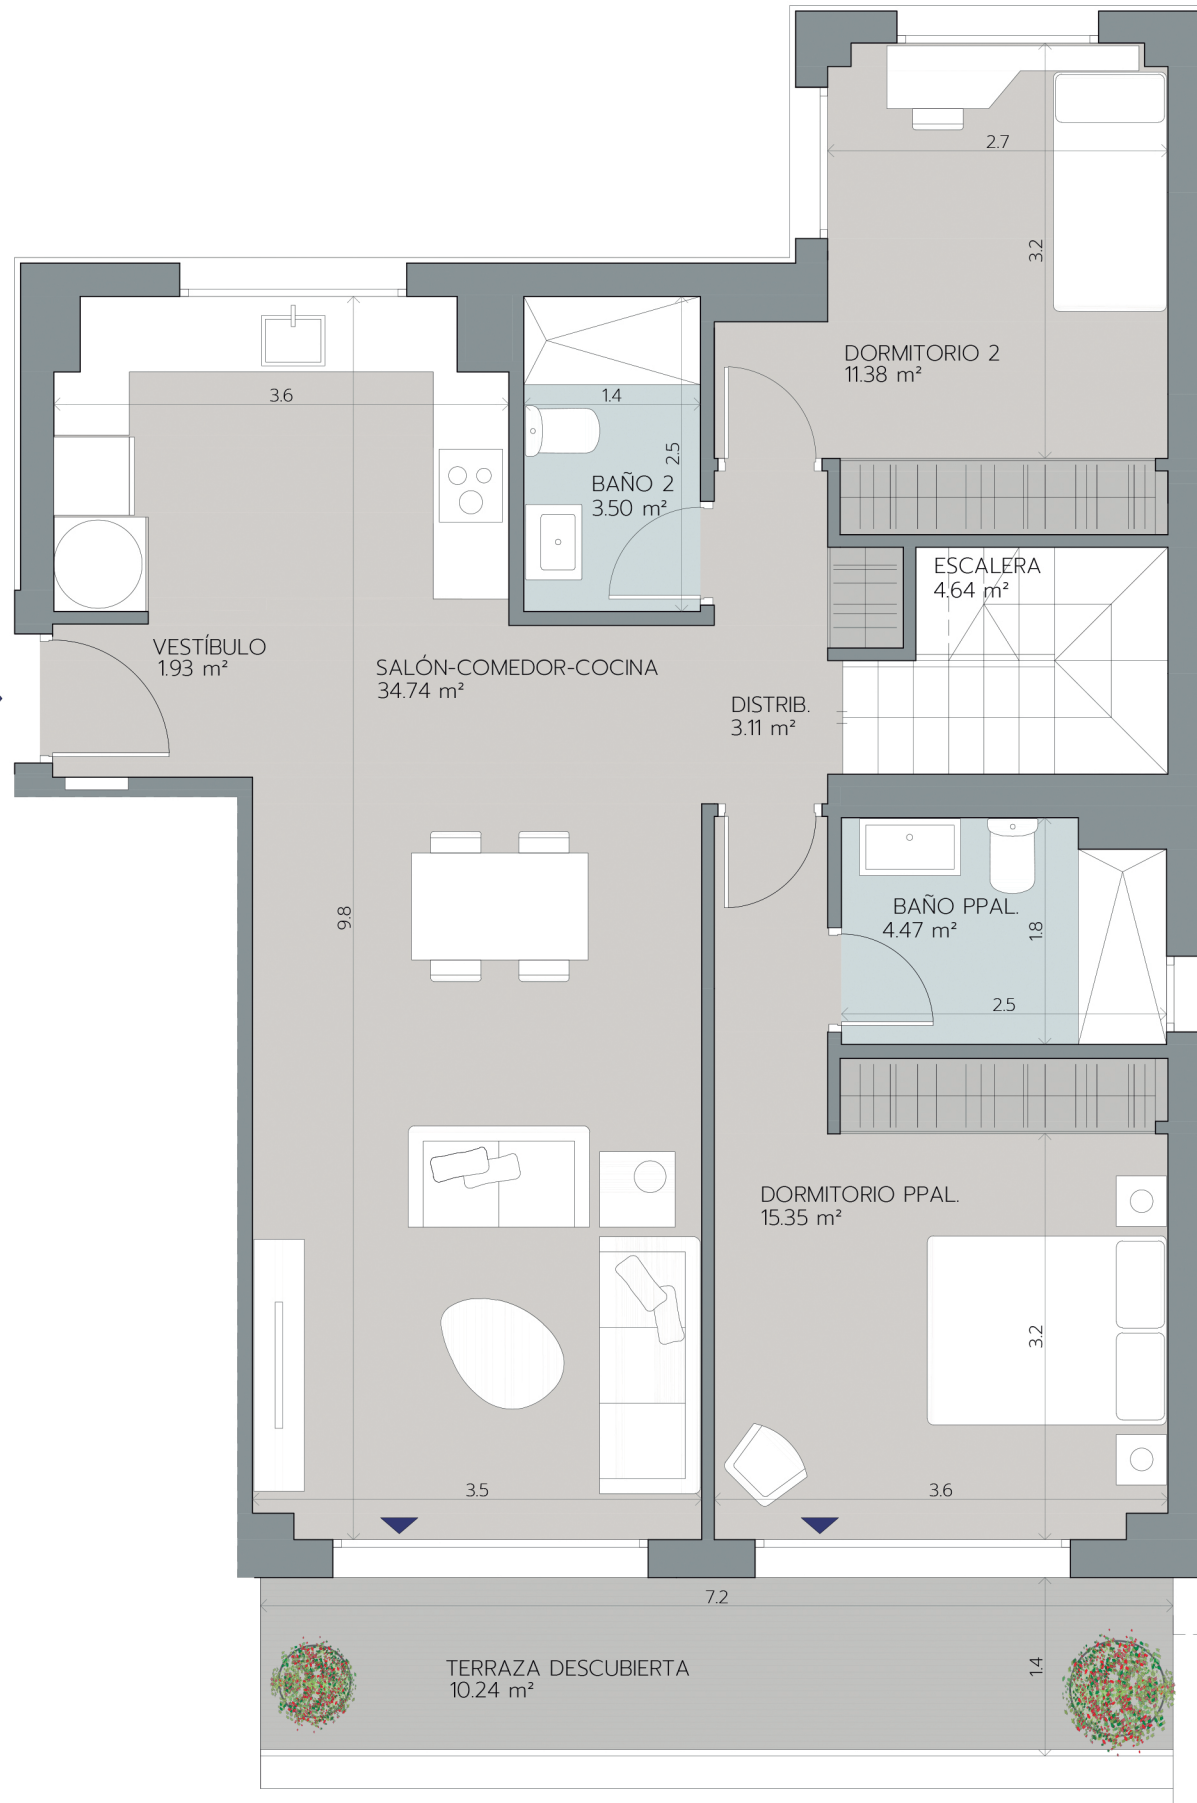 2.7
3.2
DORMITORIO 2
11.38 m²
3.6
1.4
2.5
BAÑO 2
3.50 m²
ESCALERA
4.64 m²
VESTÍBULO
1.93 m²
SALÓN-COMEDOR-COCINA
34.74 m²
DISTRIB.
3.11 m²
9.8
BAÑO PPAL.
4.47 m²
1.8
2.5
DORMITORIO PPAL.
15.35 m²
3.2
3.5
3.6
7.2
TERRAZA DESCUBIERTA
10.24 m²
1.4